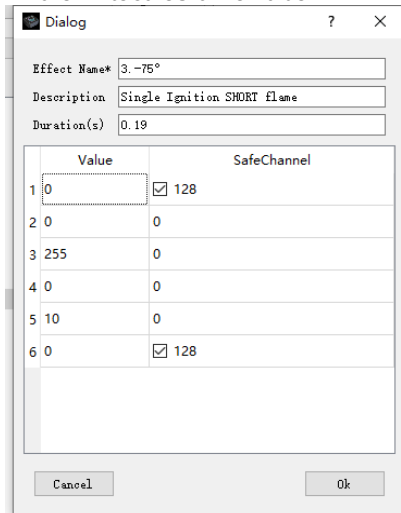 Dialog ? ×
Effect Name* 3.-75°
Description Single Ignition SHORT flame
Duration(s) 0.19
Value SafeChannel
1 0 128
2 0 0
3 255 0
4 0 0
5 10 0
6 0 128
Cancel Ok